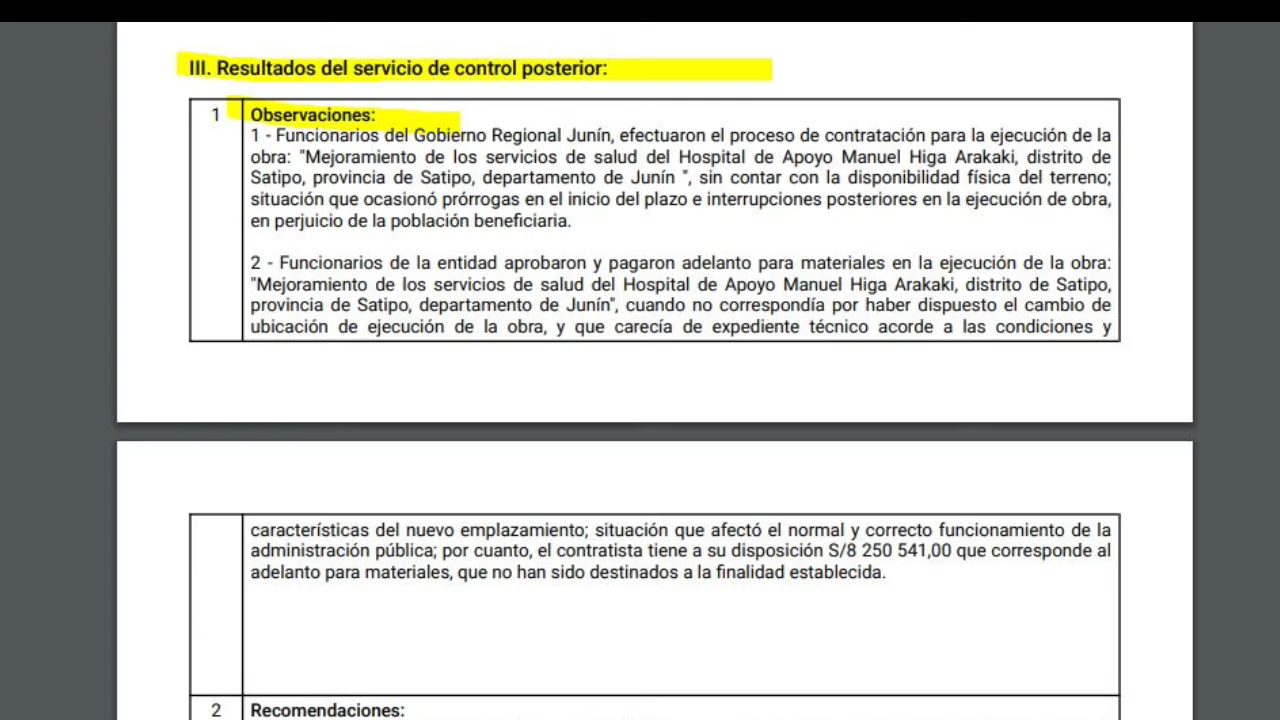 III. Resultados del servicio de control posterior:
1 Observaciones:
1 - Funcionarios del Gobierno Regional Junín, efectuaron el proceso de contratación para la ejecución de la
obra: "Mejoramiento de los servicios de salud del Hospital de Apoyo Manuel Higa Arakaki, distrito de
Satipo, provincia de Satipo, departamento de Junín ", sin contar con la disponibilidad física del terreno;
situación que ocasionó prórrogas en el inicio del plazo e interrupciones posteriores en la ejecución de obra,
en perjuicio de la población beneficiaria.
2 - Funcionarios de la entidad aprobaron y pagaron adelanto para materiales en la ejecución de la obra:
"Mejoramiento de los servicios de salud del Hospital de Apoyo Manuel Higa Arakaki, distrito de Satipo,
provincia de Satipo, departamento de Junín", cuando no correspondía por haber dispuesto el cambio de
ubicación de ejecución de la obra, y que carecía de expediente técnico acorde a las condiciones y
características del nuevo emplazamiento; situación que afectó el normal y correcto funcionamiento de la
administración pública; por cuanto, el contratista tiene a su disposición S/8 250 541,00 que corresponde al
adelanto para materiales, que no han sido destinados a la finalidad establecida.
2 Recomendaciones: